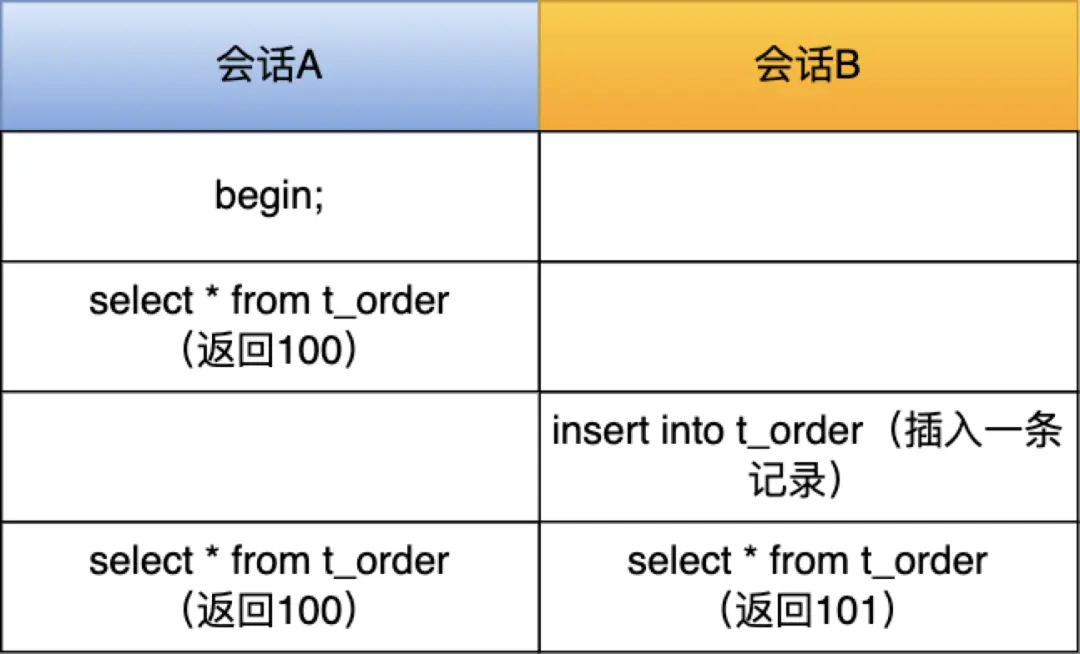 会话A
会话B
begin;
select * from t_order
（返回100）
insert into t_order（插入一条
记录）
select * from t_order
（返回100）
select * from t_order
（返回101）